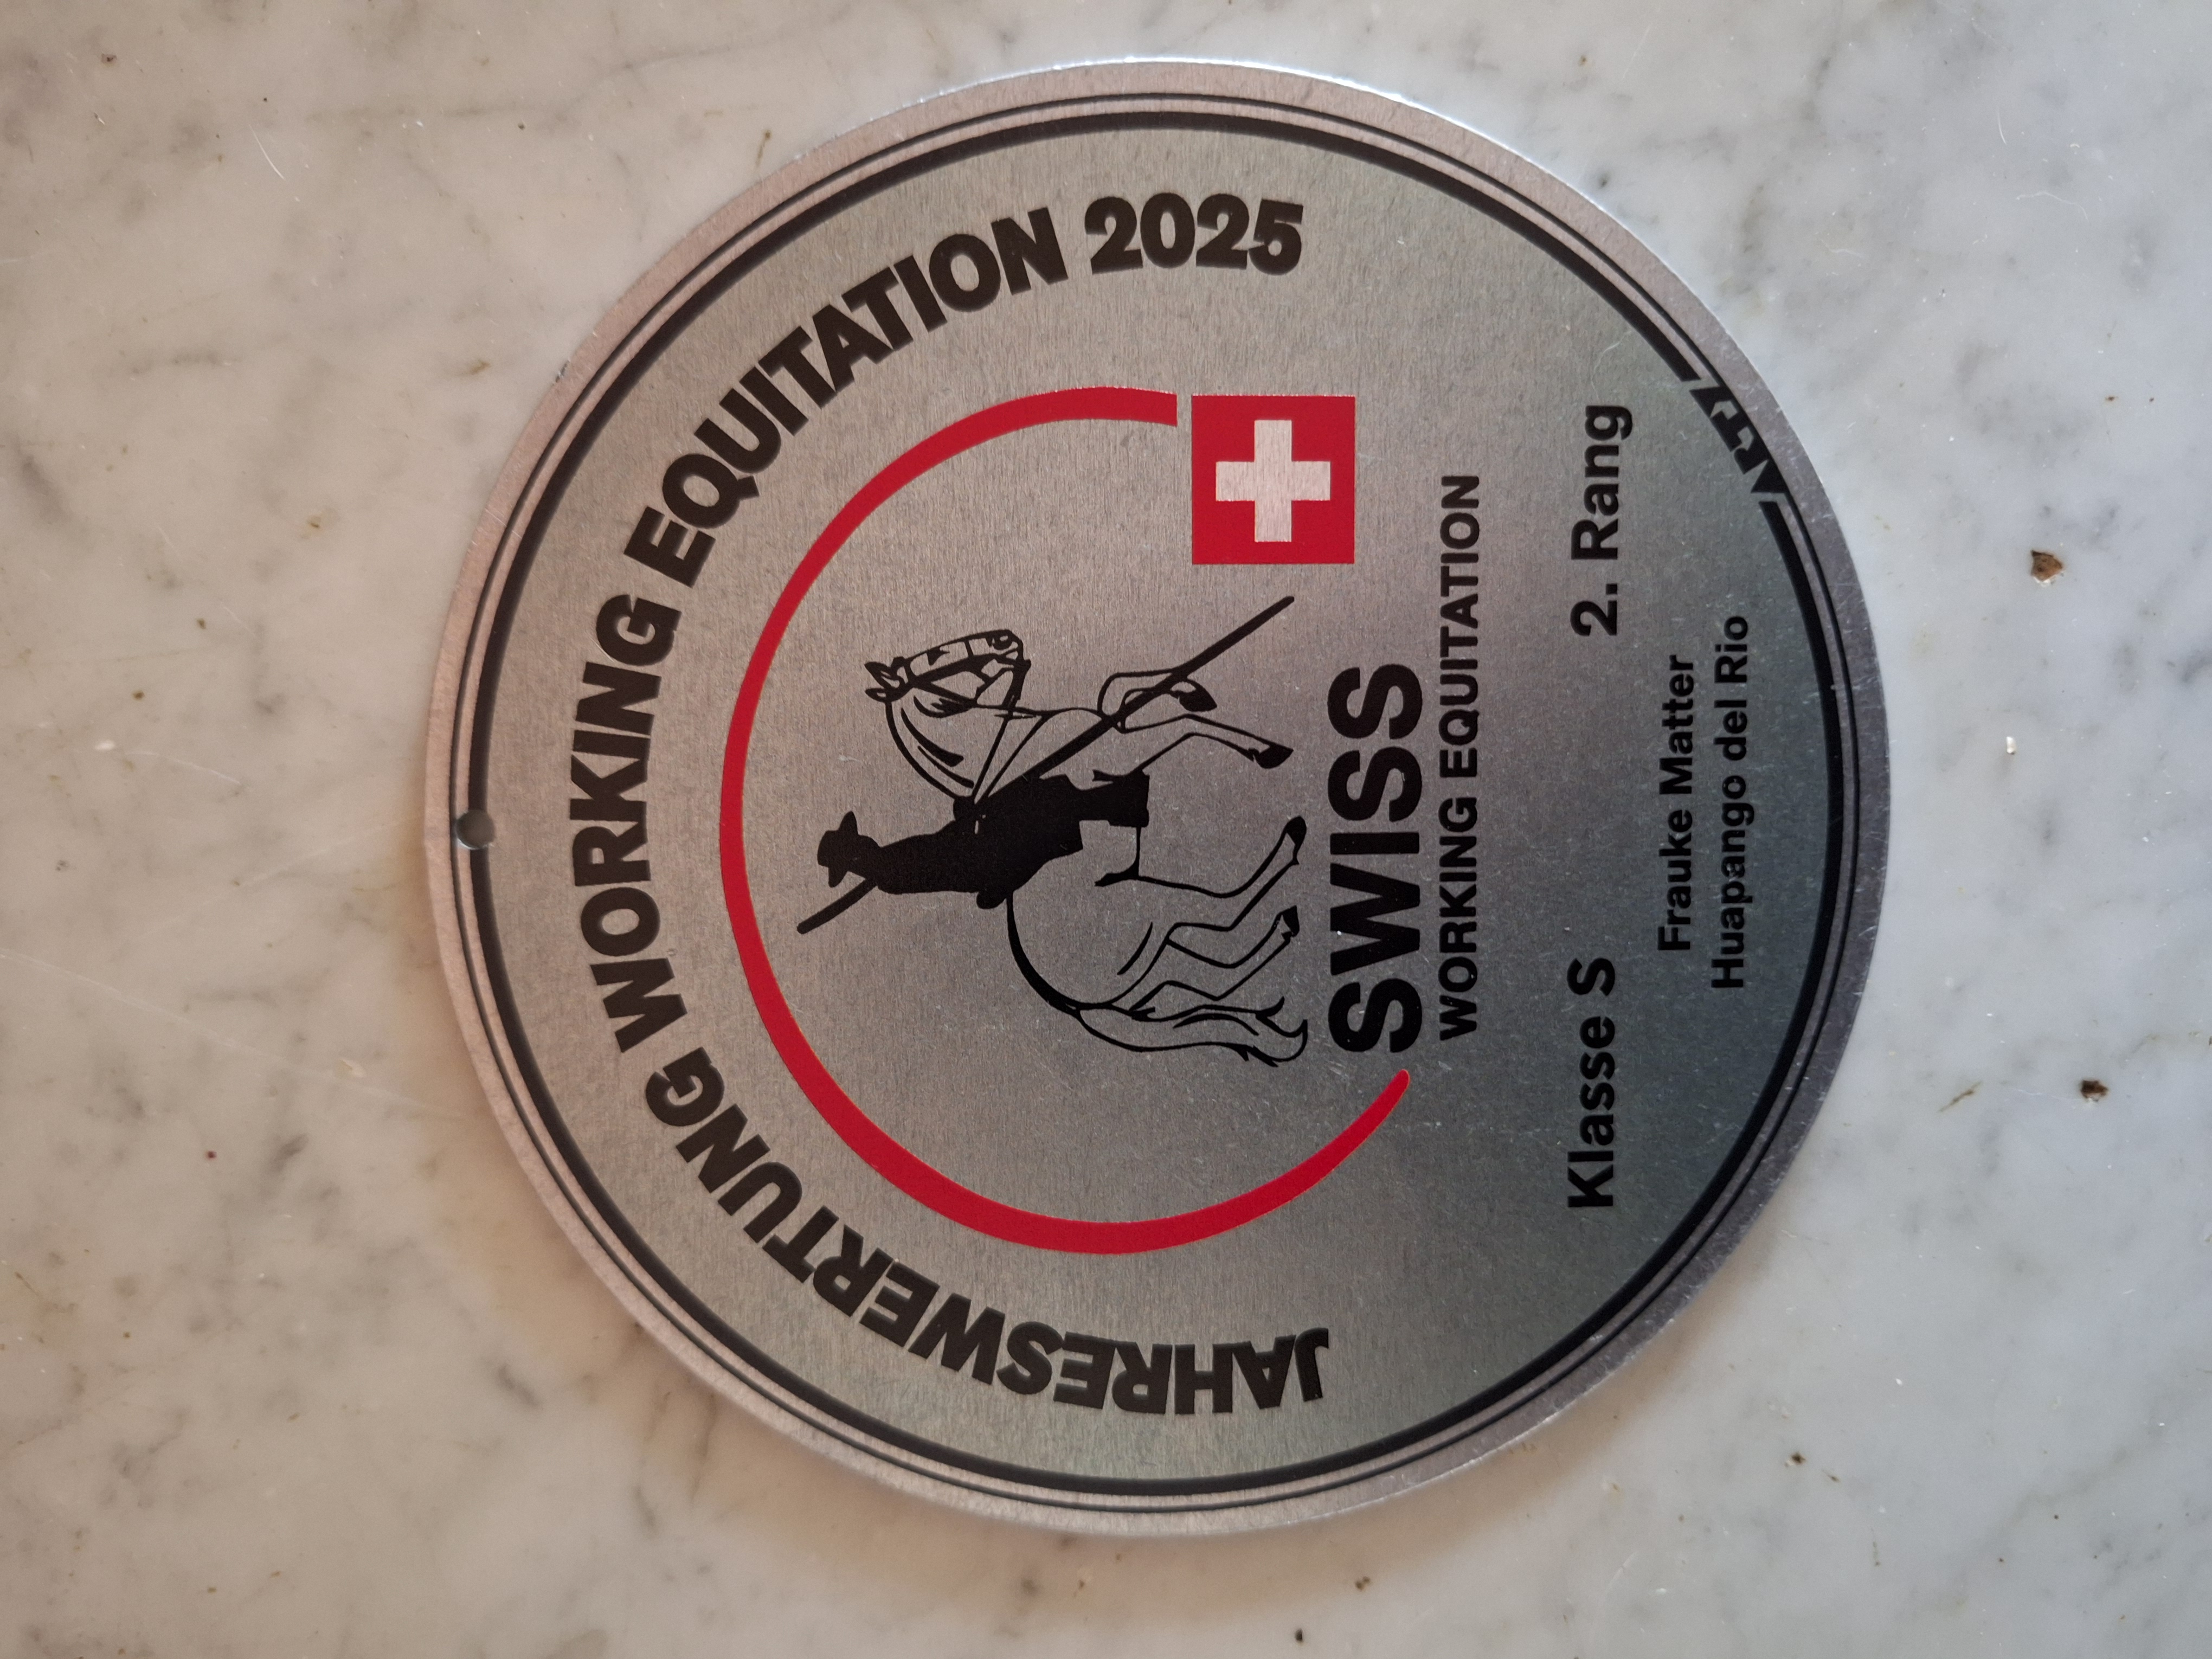 JAHRESWERTUNG WORKING EQUITATION 2025
SWISS
WORKING EQUITATION
Klasse S 2. Rang
Frauke Matter
Huapango del Rio